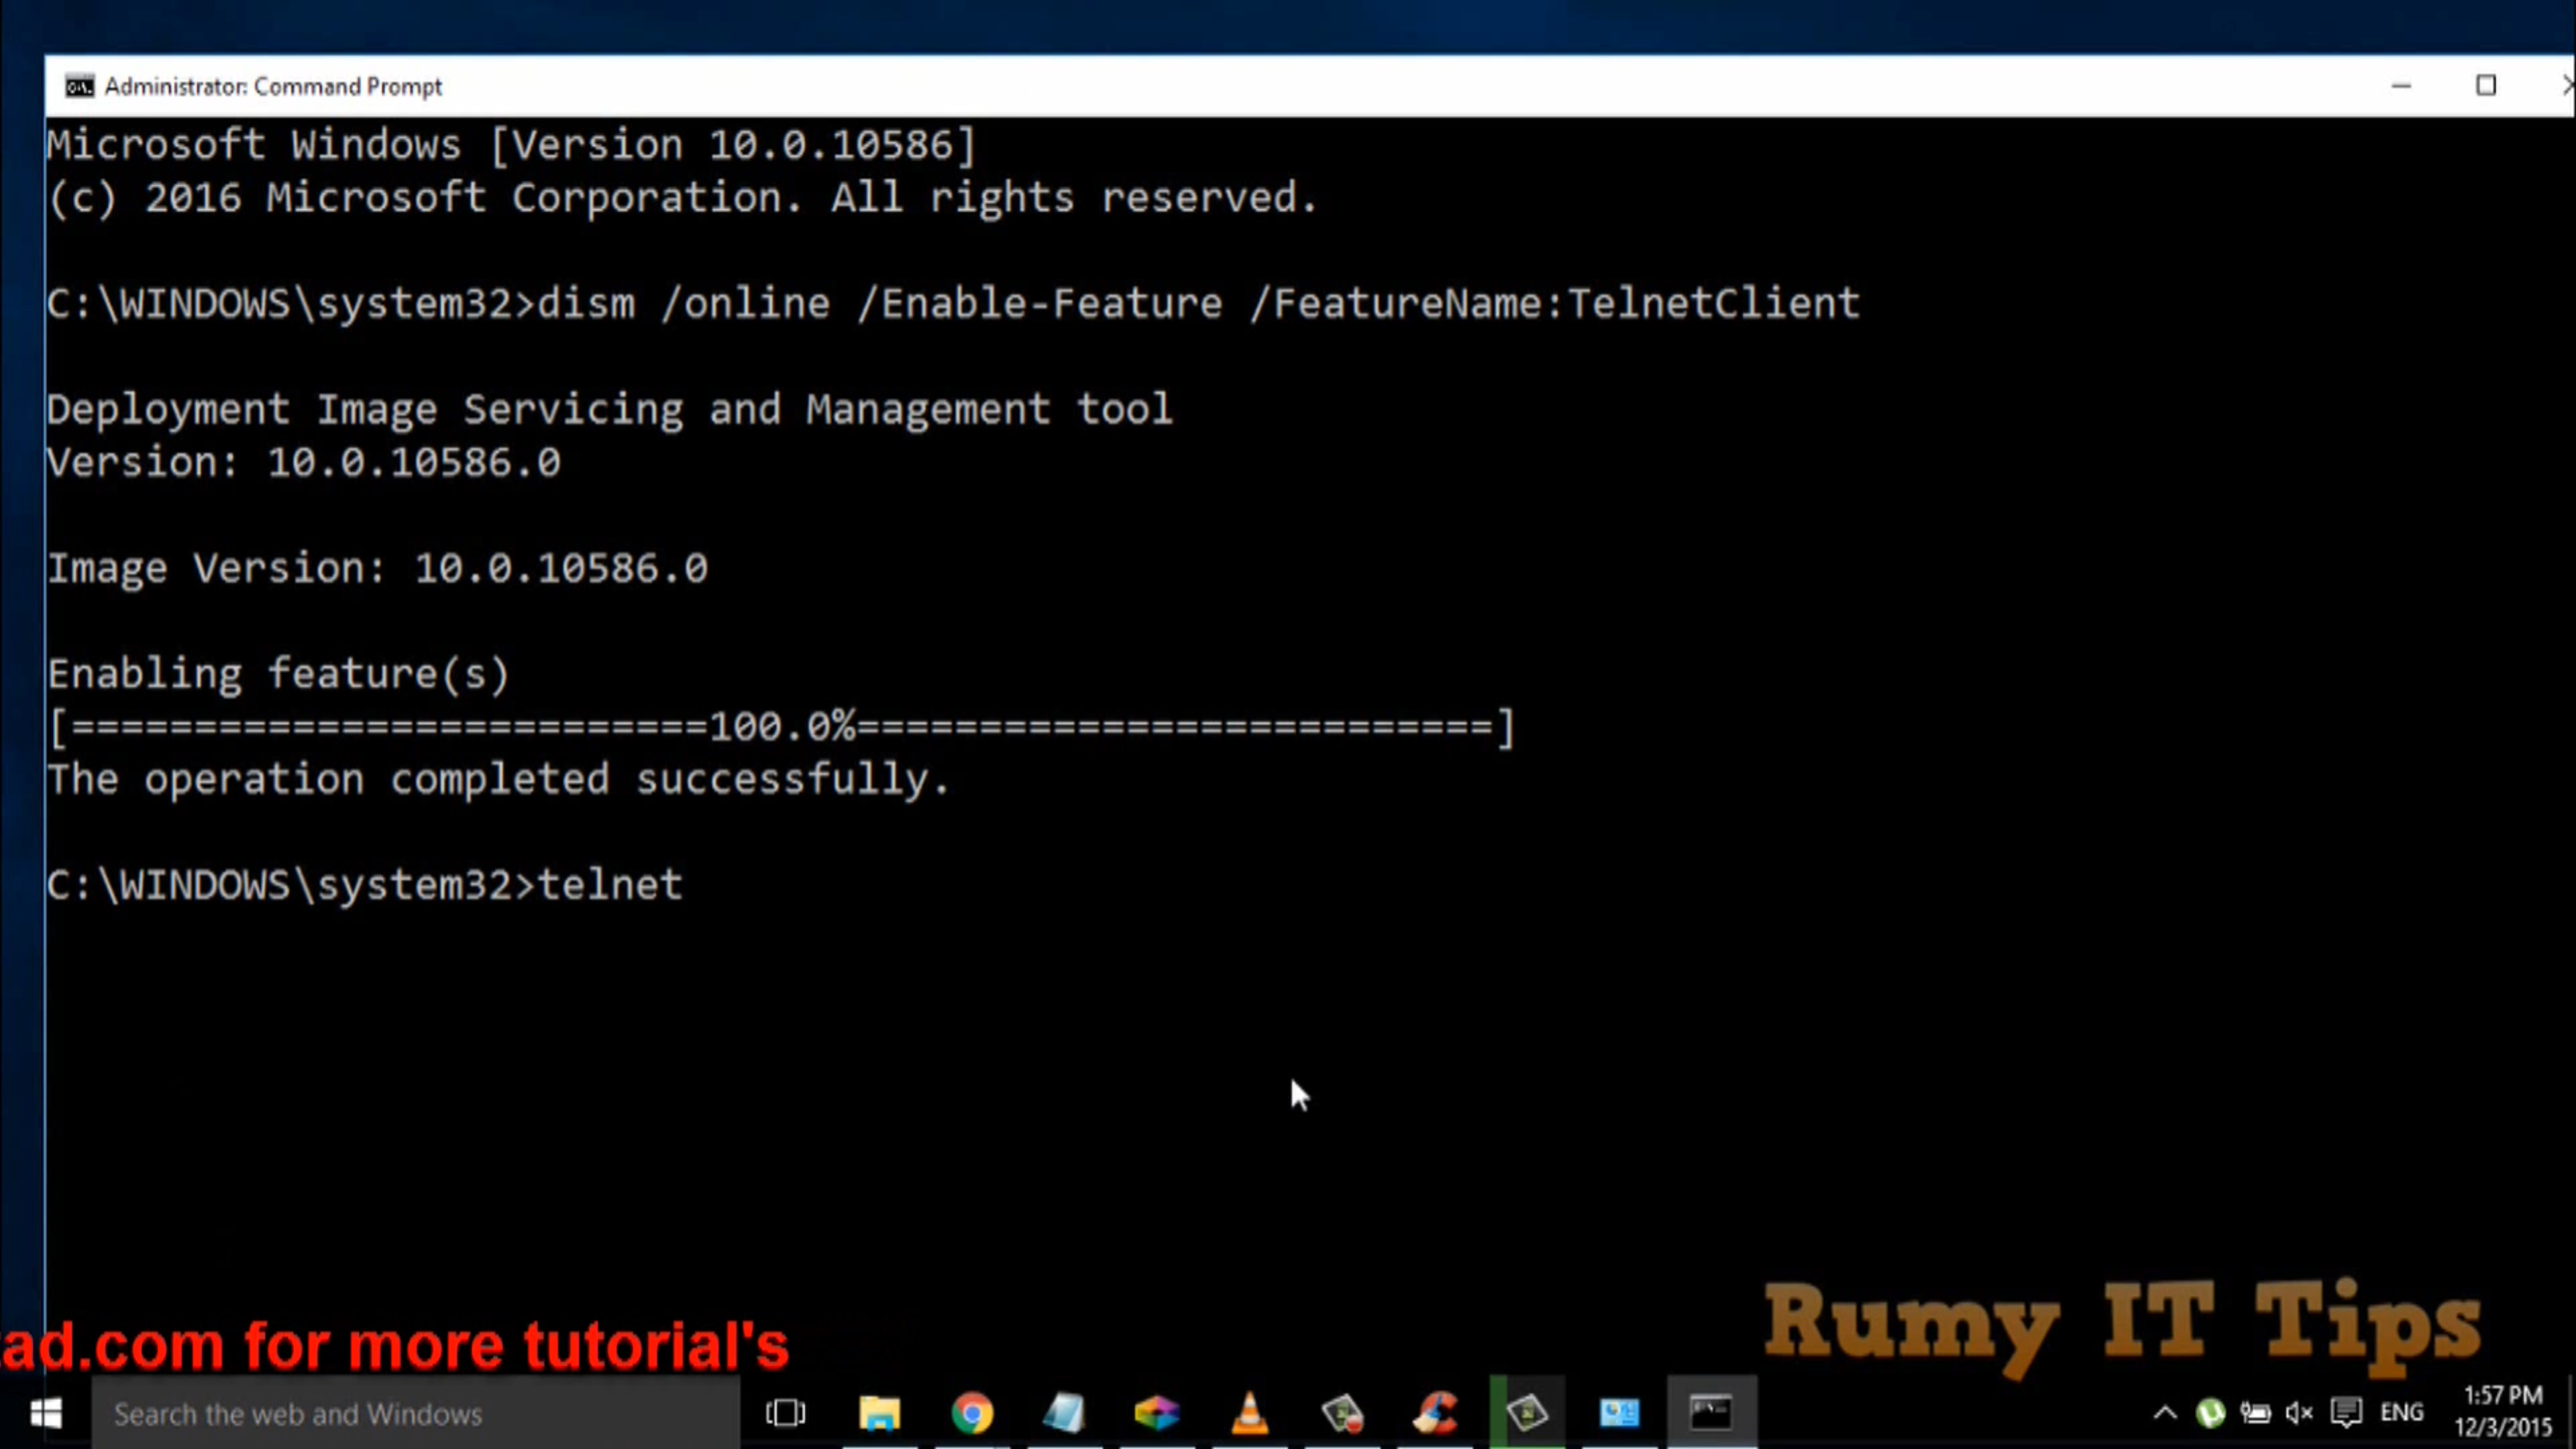 Administrator: Command Prompt
Microsoft Windows [Version 10.0.10586]
(c) 2016 Microsoft Corporation. All rights reserved.
C:\WINDOWS\system32>dism /online /Enable-Feature /FeatureName:TelnetClient
Deployment Image Servicing and Management tool
Version: 10.0.10586.0
Image Version: 10.0.10586.0
Enabling feature(s)
[==========================100.0%==========================]
The operation completed successfully.
C:\WINDOWS\system32>telnet
Rumy IT Tips
ad.com for more tutorial's
Search the web and Windows
ENG
1:57 PM
12/3/2015